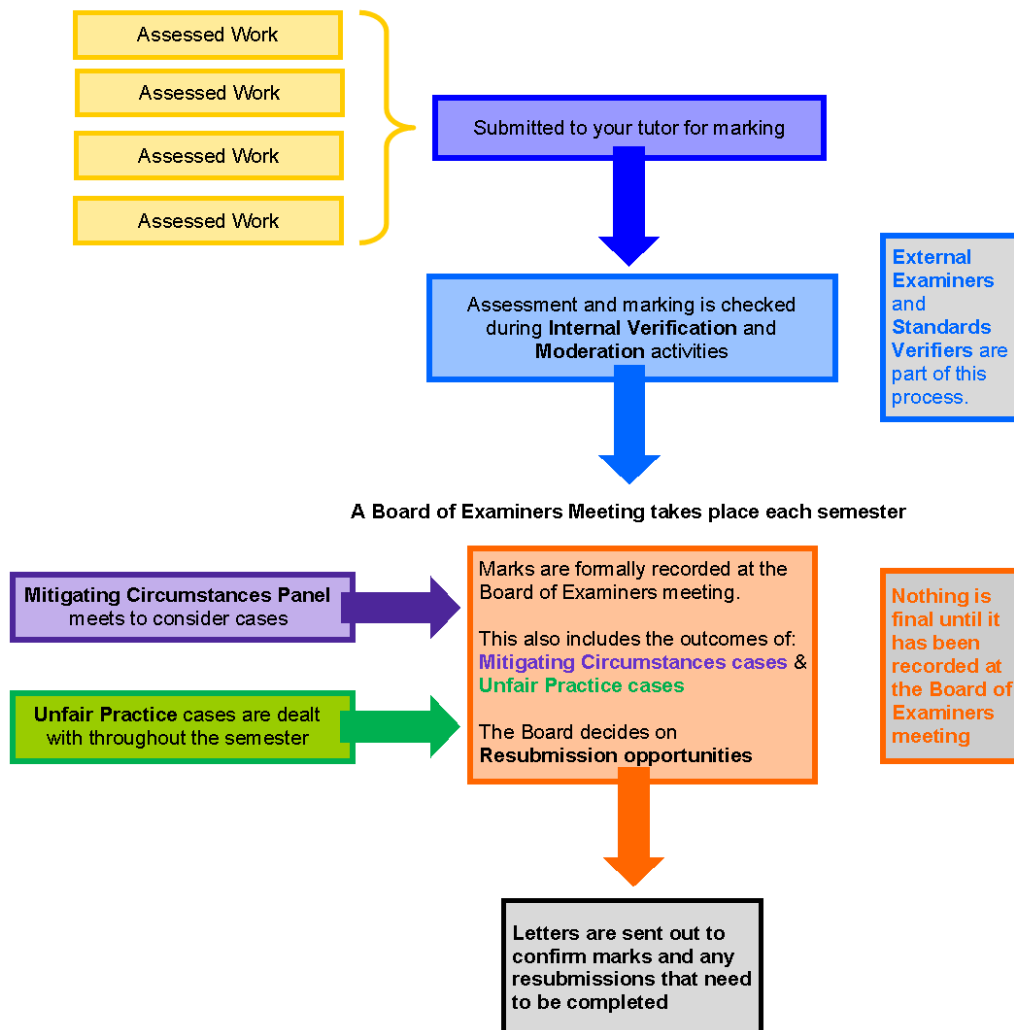 Assessed Work
Assessed Work
Assessed Work
Assessed Work
Submitted to your tutor for marking
Assessment and marking is checked
during Internal Verification and
Moderation activities
External
Examiners
and
Standards
Verifiers are
part of this
process.
A Board of Examiners Meeting takes place each semester
Mitigating Circumstances Panel
meets to consider cases
Unfair Practice cases are dealt
with throughout the semester
Marks are formally recorded at the
Board of Examiners meeting.
This also includes the outcomes of:
Mitigating Circumstances cases &
Unfair Practice cases
The Board decides on
Resubmission opportunities
Nothing is
final until it
has been
recorded at
the Board of
Examiners
meeting
Letters are sent out to
confirm marks and any
resubmissions that need
to be completed